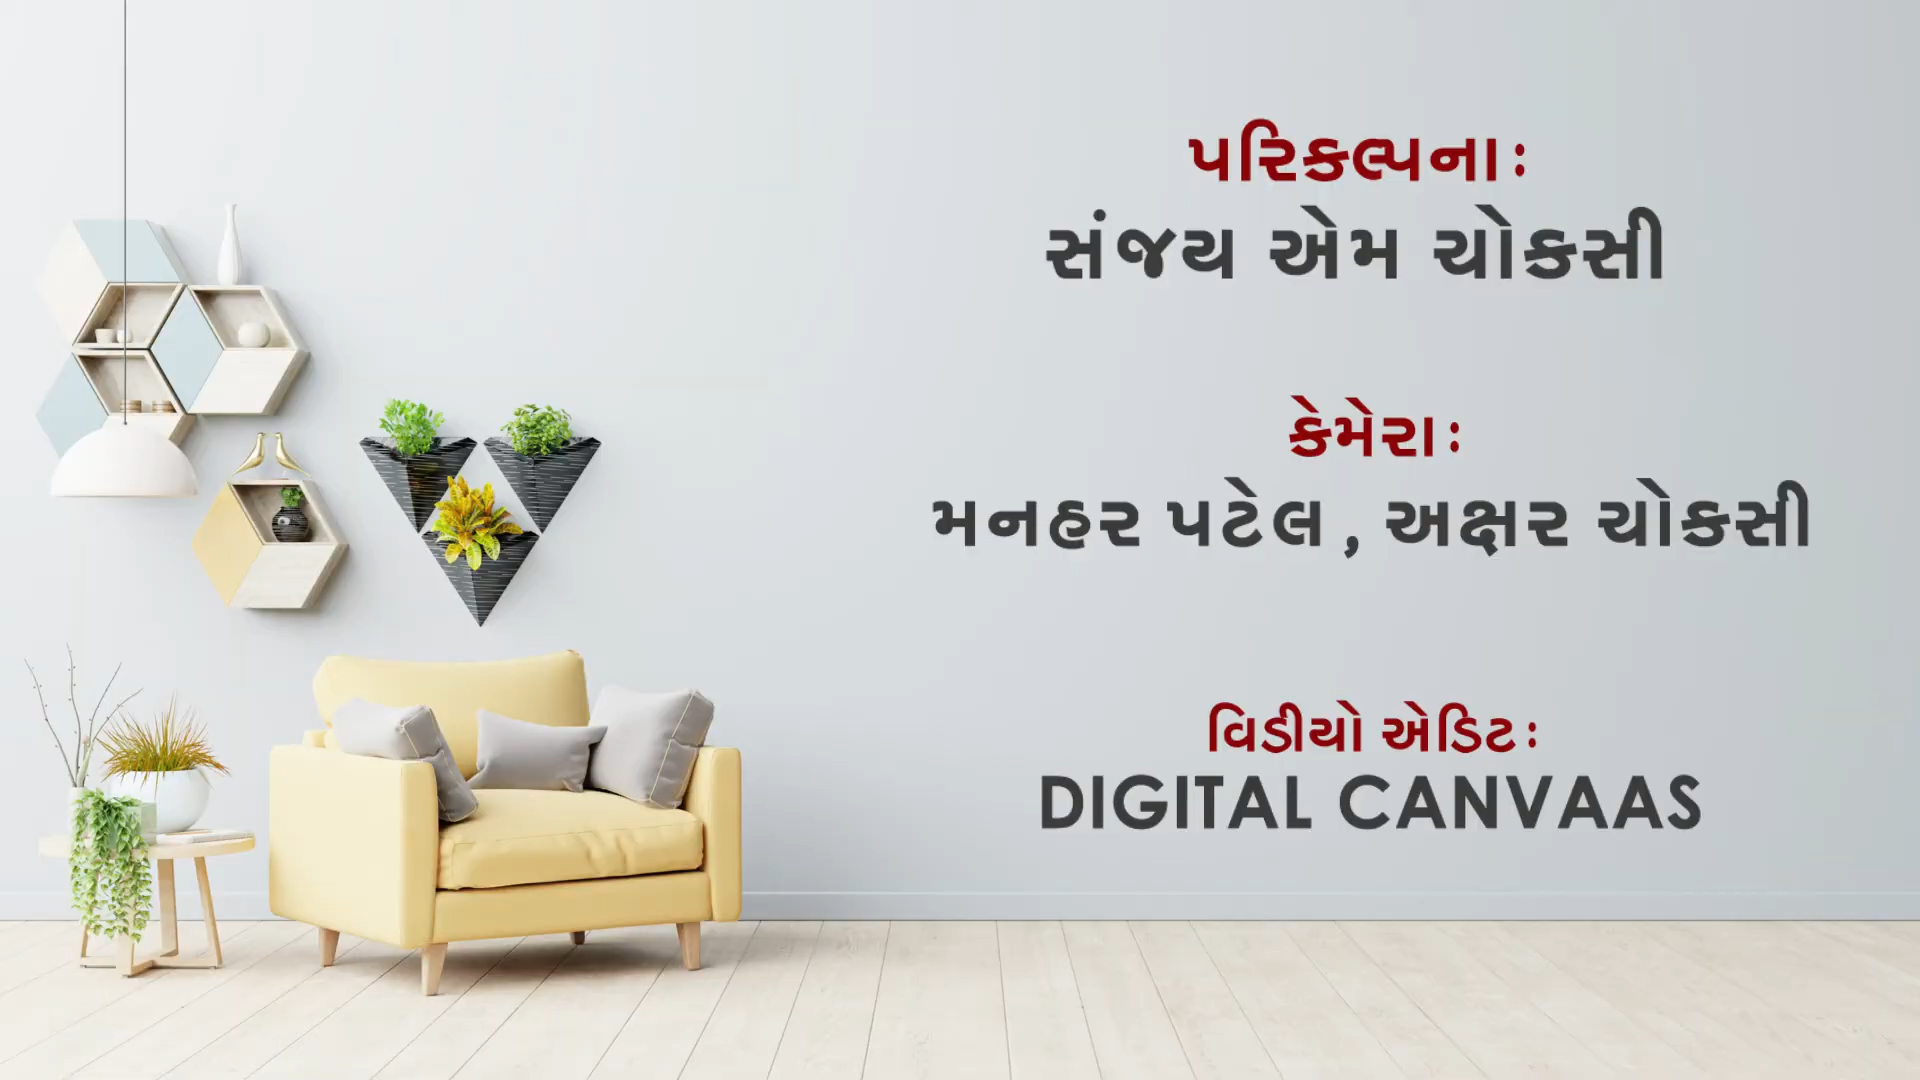 પરિકલ્પના:
સંજય એમ ચોકસી
કેમેરા:
મનહર પટેલ, અક્ષર ચોકસી
વિડીયો એડિટ:
DIGITAL CANVAAS